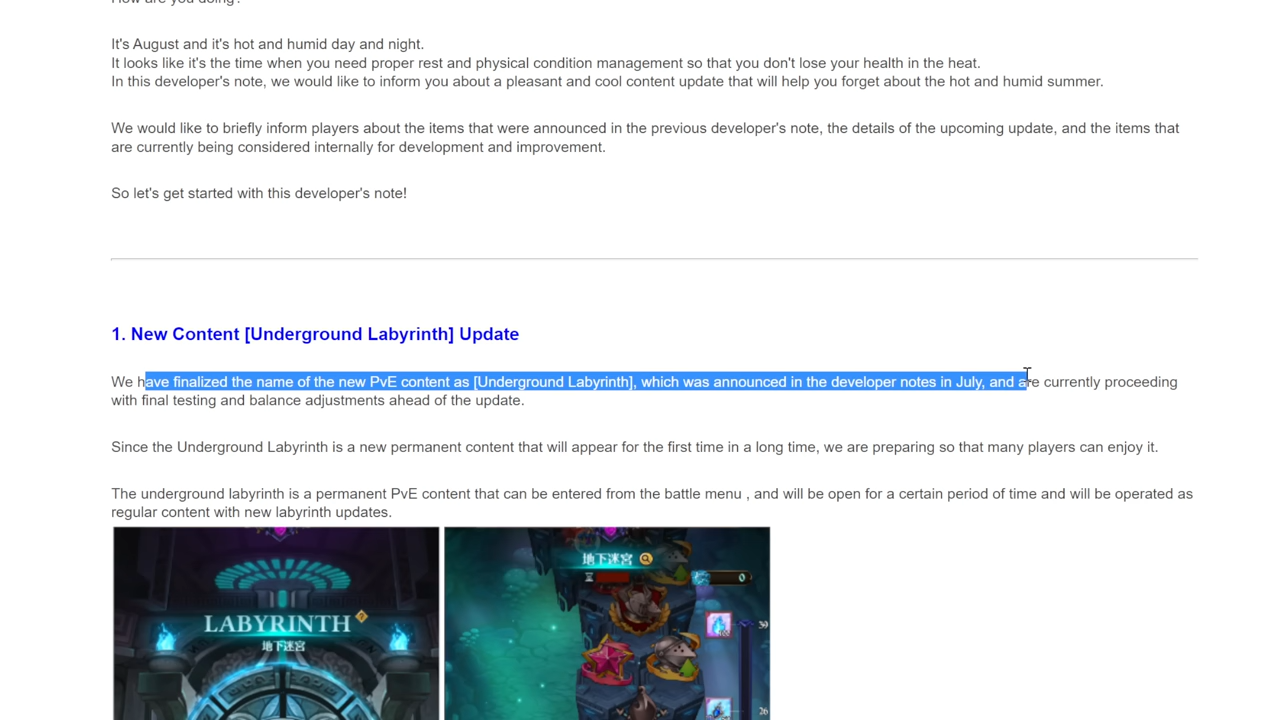 How are you doing?
It's August and it's hot and humid day and night.
It looks like it's the time when you need proper rest and physical condition management so that you don't lose your health in the heat.
In this developer's note, we would like to inform you about a pleasant and cool content update that will help you forget about the hot and humid summer.
We would like to briefly inform players about the items that were announced in the previous developer's note, the details of the upcoming update, and the items that
are currently being considered internally for development and improvement.
So let's get started with this developer's note!
1. New Content [Underground Labyrinth] Update
We have finalized the name of the new PvE content as [Underground Labyrinth], which was announced in the developer notes in July, and are currently proceeding
with final testing and balance adjustments ahead of the update.
Since the Underground Labyrinth is a new permanent content that will appear for the first time in a long time, we are preparing so that many players can enjoy it.
The underground labyrinth is a permanent PvE content that can be entered from the battle menu , and will be open for a certain period of time and will be operated as
regular content with new labyrinth updates.
LABYRINTH
地下迷宮
地下迷宮
0
39
26